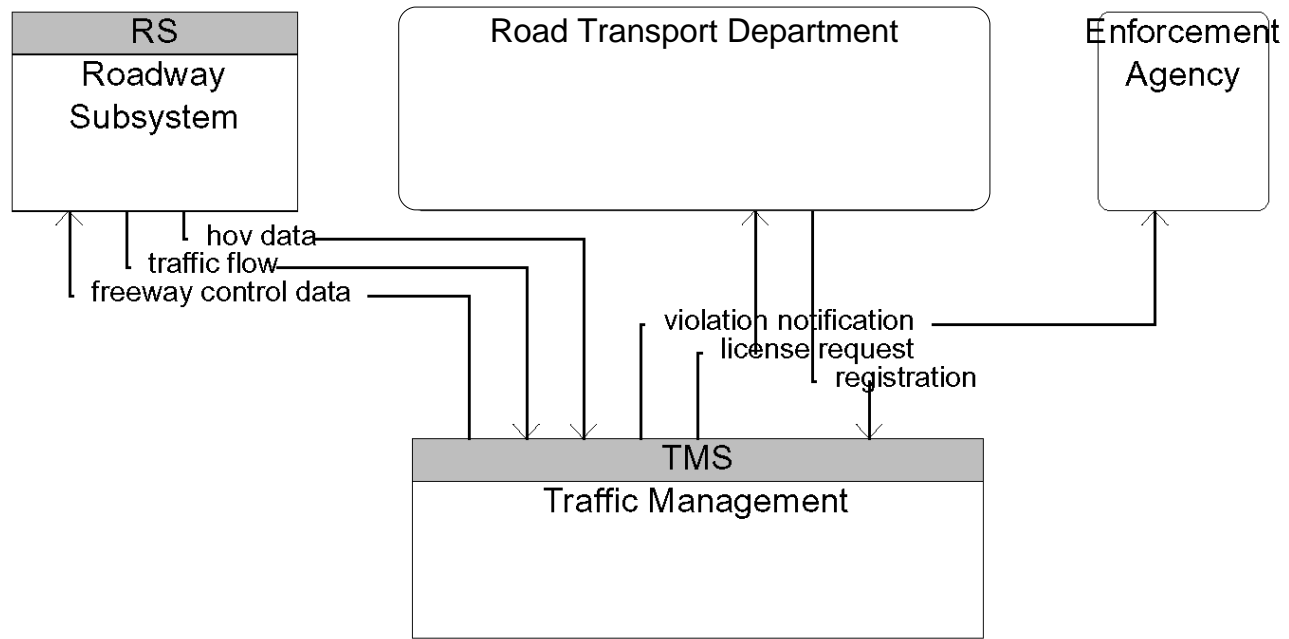 RS
Roadway
Subsystem
Road Transport Department
Enforcement
Agency
hov data
traffic flow
freeway control data
violation notification
license request
registration
TMS
Traffic Management